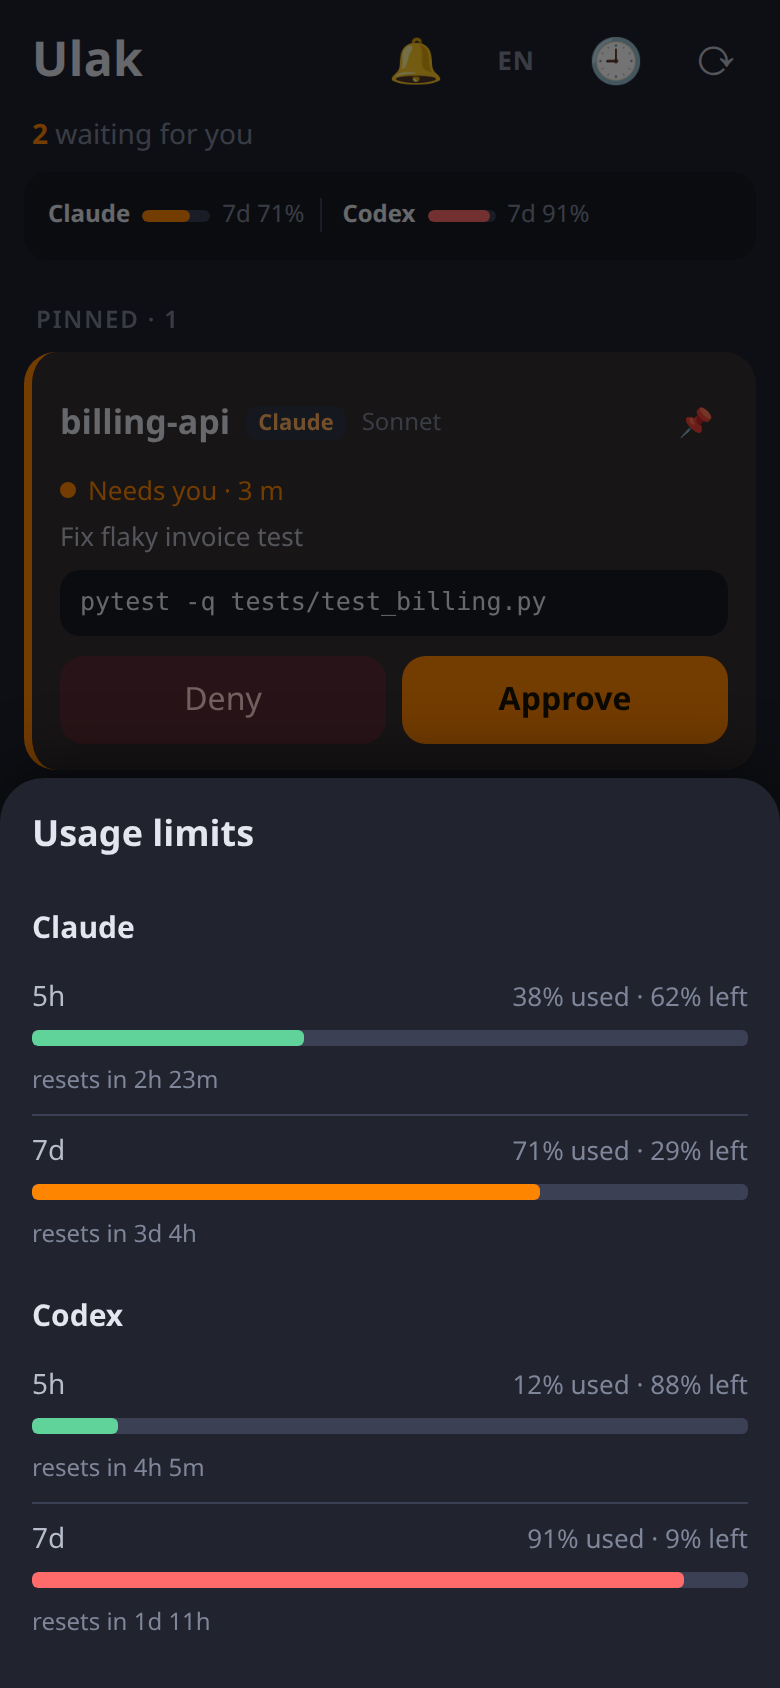 Ulak EN
2 waiting for you
Claude 7d 71% Codex 7d 91%
PINNED · 1
billing-api Claude Sonnet
Needs you · 3 m
Fix flaky invoice test
pytest -q tests/test_billing.py
Deny Approve
Usage limits
Claude
5h 38% used · 62% left
resets in 2h 23m
7d 71% used · 29% left
resets in 3d 4h
Codex
5h 12% used · 88% left
resets in 4h 5m
7d 91% used · 9% left
resets in 1d 11h